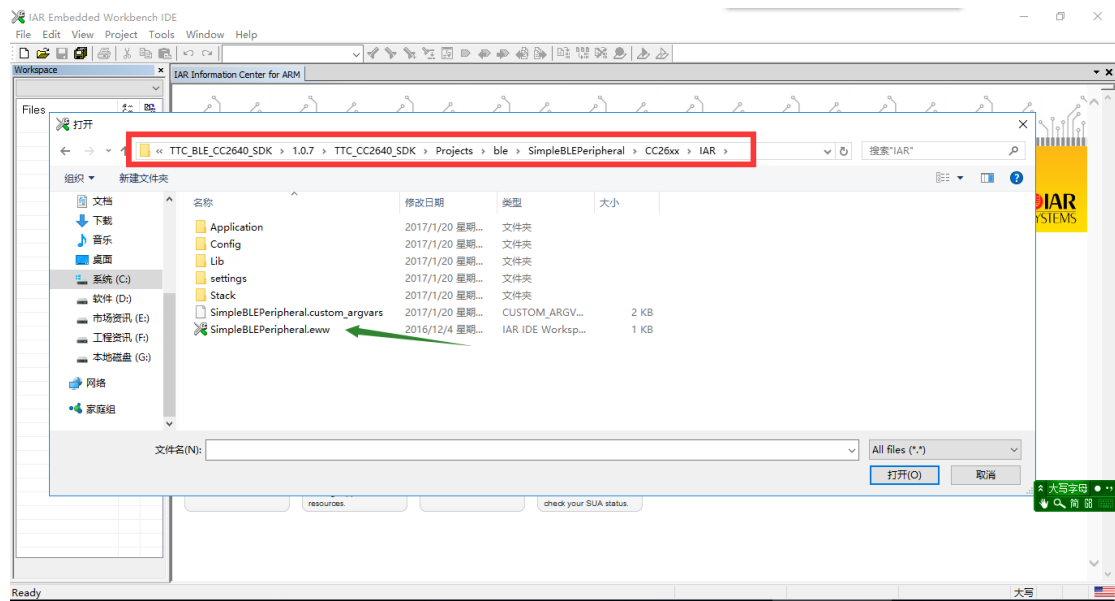 IAR Embedded Workbench IDE
File Edit View Project Tools Window Help
Workspace
IAR Information Center for ARM
Files
打开
« TTC_BLE_CC2640_SDK › 1.0.7 › TTC_CC2640_SDK › Projects › ble › SimpleBLEPeripheral › CC26xx › IAR ›
搜索"IAR"
组织 新建文件夹
IAR
SYSTEMS
文档
下载
音乐
桌面
系统 (C:)
软件 (D:)
市场资讯 (E:)
工程资讯 (F:)
本地磁盘 (G:)
网络
家庭组
名称 修改日期 类型 大小
Application 2017/1/20 星期... 文件夹
Config 2017/1/20 星期... 文件夹
Lib 2017/1/20 星期... 文件夹
settings 2017/1/20 星期... 文件夹
Stack 2017/1/20 星期... 文件夹
SimpleBLEPeripheral.custom_argvars 2017/1/20 星期... CUSTOM_ARGV... 2 KB
SimpleBLEPeripheral.eww 2016/12/4 星期... IAR IDE Worksp... 1 KB
文件名(N): All files (*.*)
打开(O) 取消
大写字母
简
resources.
check your SUA status.
Ready 大写